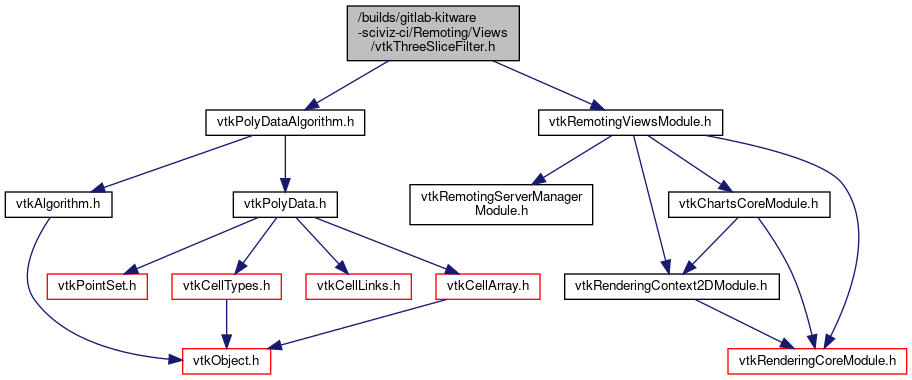 /builds/gitlab-kitware
-sciviz-ci/Remoting/Views
/vtkThreeSliceFilter.h
vtkPolyDataAlgorithm.h
vtkRemotingViewsModule.h
vtkAlgorithm.h
vtkPolyData.h
vtkRemotingServerManager
Module.h
vtkChartsCoreModule.h
vtkPointSet.h
vtkCellTypes.h
vtkCellLinks.h
vtkCellArray.h
vtkRenderingContext2DModule.h
vtkObject.h
vtkRenderingCoreModule.h